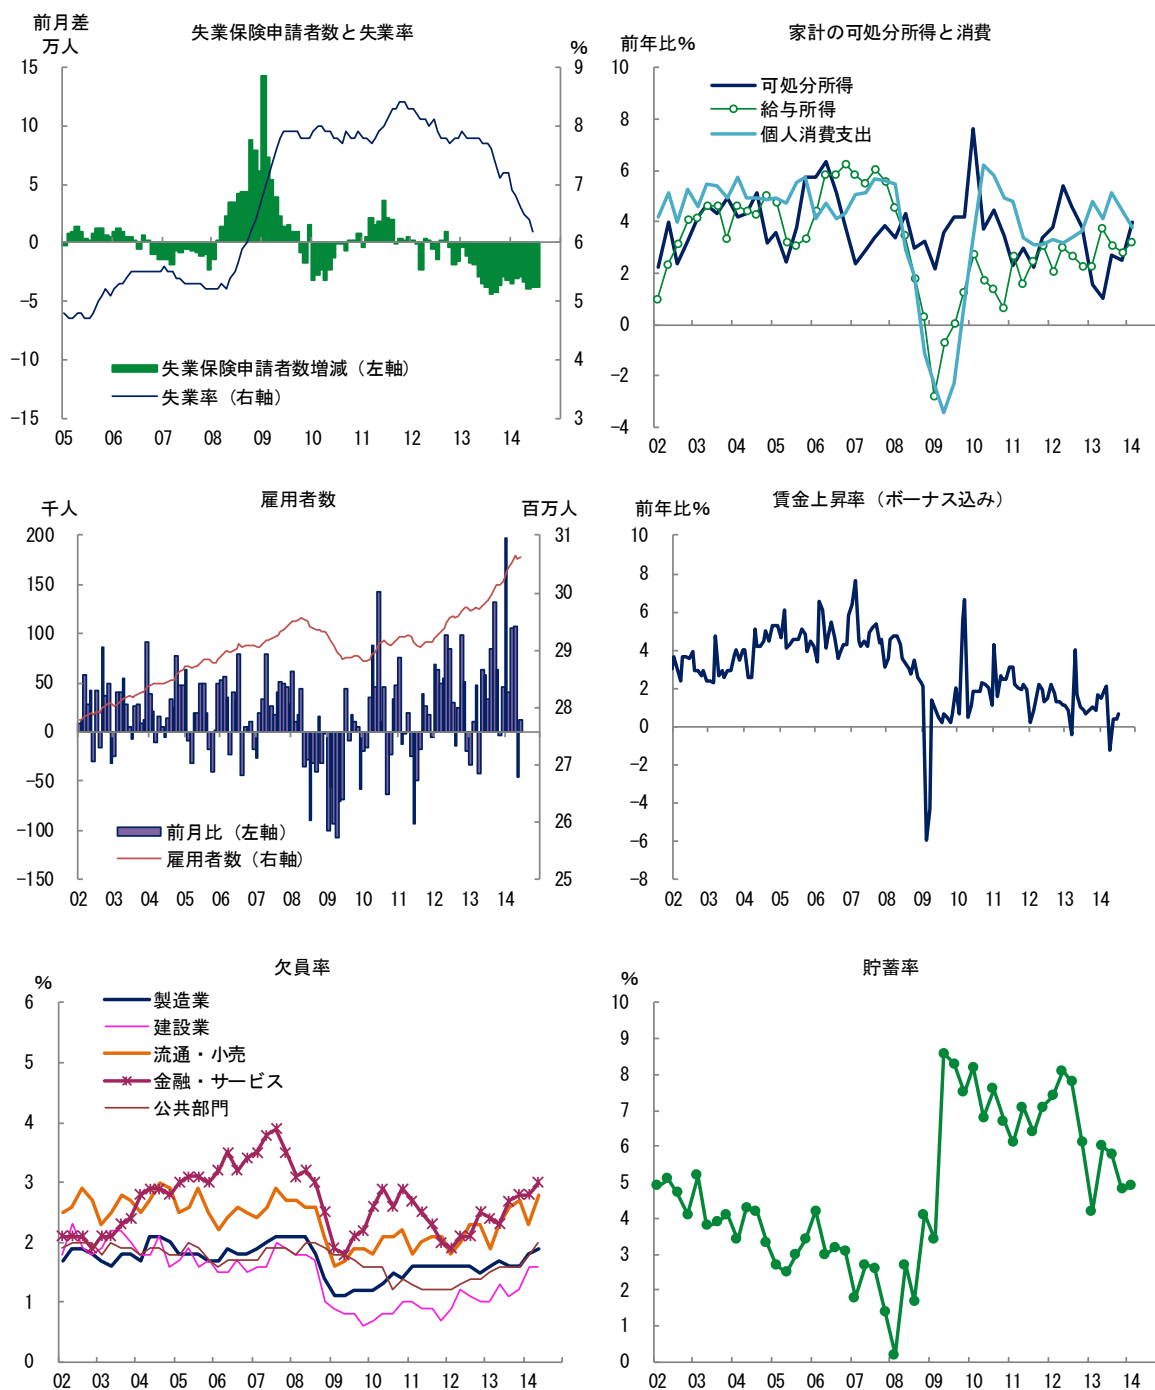 失業保険申請者数と失業率
前月差
万人
%
15
10
5
0
−5
−10
−15
9
8
7
6
5
4
3
失業保険申請者数増減（左軸）
失業率（右軸）
05 06 07 08 09 10 11 12 13 14
家計の可処分所得と消費
前年比%
10
8
6
4
2
0
−2
−4
可処分所得
給与所得
個人消費支出
02 03 04 05 06 07 08 09 10 11 12 13 14
雇用者数
千人
百万人
200
150
100
50
0
−50
−100
−150
31
30
29
28
27
26
25
前月比（左軸）
雇用者数（右軸）
02 03 04 05 06 07 08 09 10 11 12 13 14
賃金上昇率（ボーナス込み）
前年比%
10
8
6
4
2
0
−2
−4
−6
−8
02 03 04 05 06 07 08 09 10 11 12 13 14
欠員率
%
6
5
4
3
2
1
0
製造業
建設業
流通・小売
金融・サービス
公共部門
02 03 04 05 06 07 08 09 10 11 12 13 14
貯蓄率
%
10
9
8
7
6
5
4
3
2
1
0
02 03 04 05 06 07 08 09 10 11 12 13 14